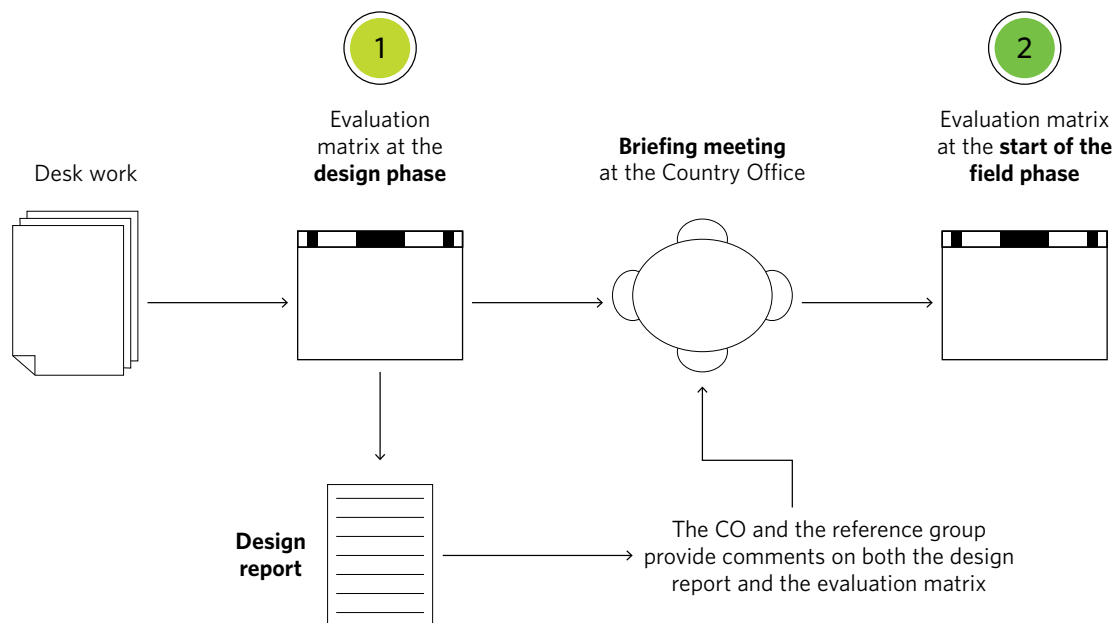 1
2
Desk work
Evaluation
matrix at the
design phase
Briefing meeting
at the Country Office
Evaluation matrix
at the start of the
field phase
Design
report
The CO and the reference group
provide comments on both the design
report and the evaluation matrix